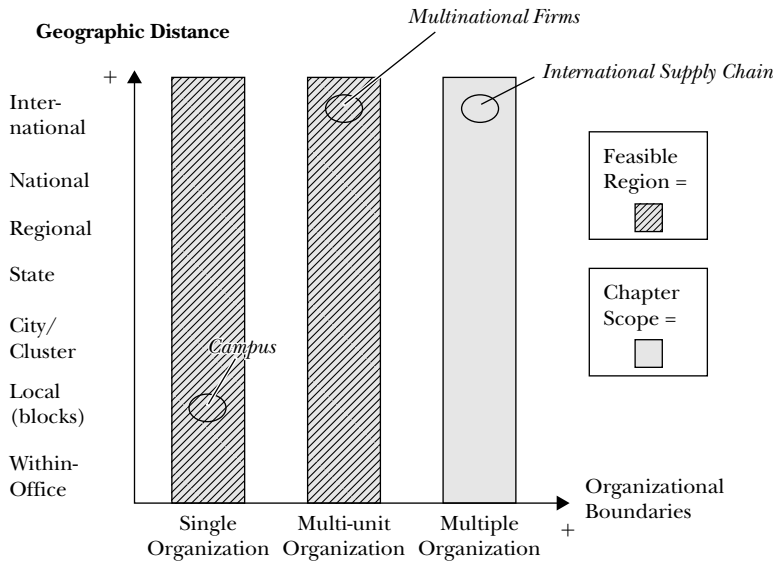 Multinational Firms
Geographic Distance
International Supply Chain
+
Inter-
national
National
Regional
State
City/
Cluster
Local
(blocks)
Within-
Office
Campus
Feasible
Region =
Chapter
Scope =
Single
Organization
Multi-unit
Organization
Multiple
Organization
+
Organizational
Boundaries